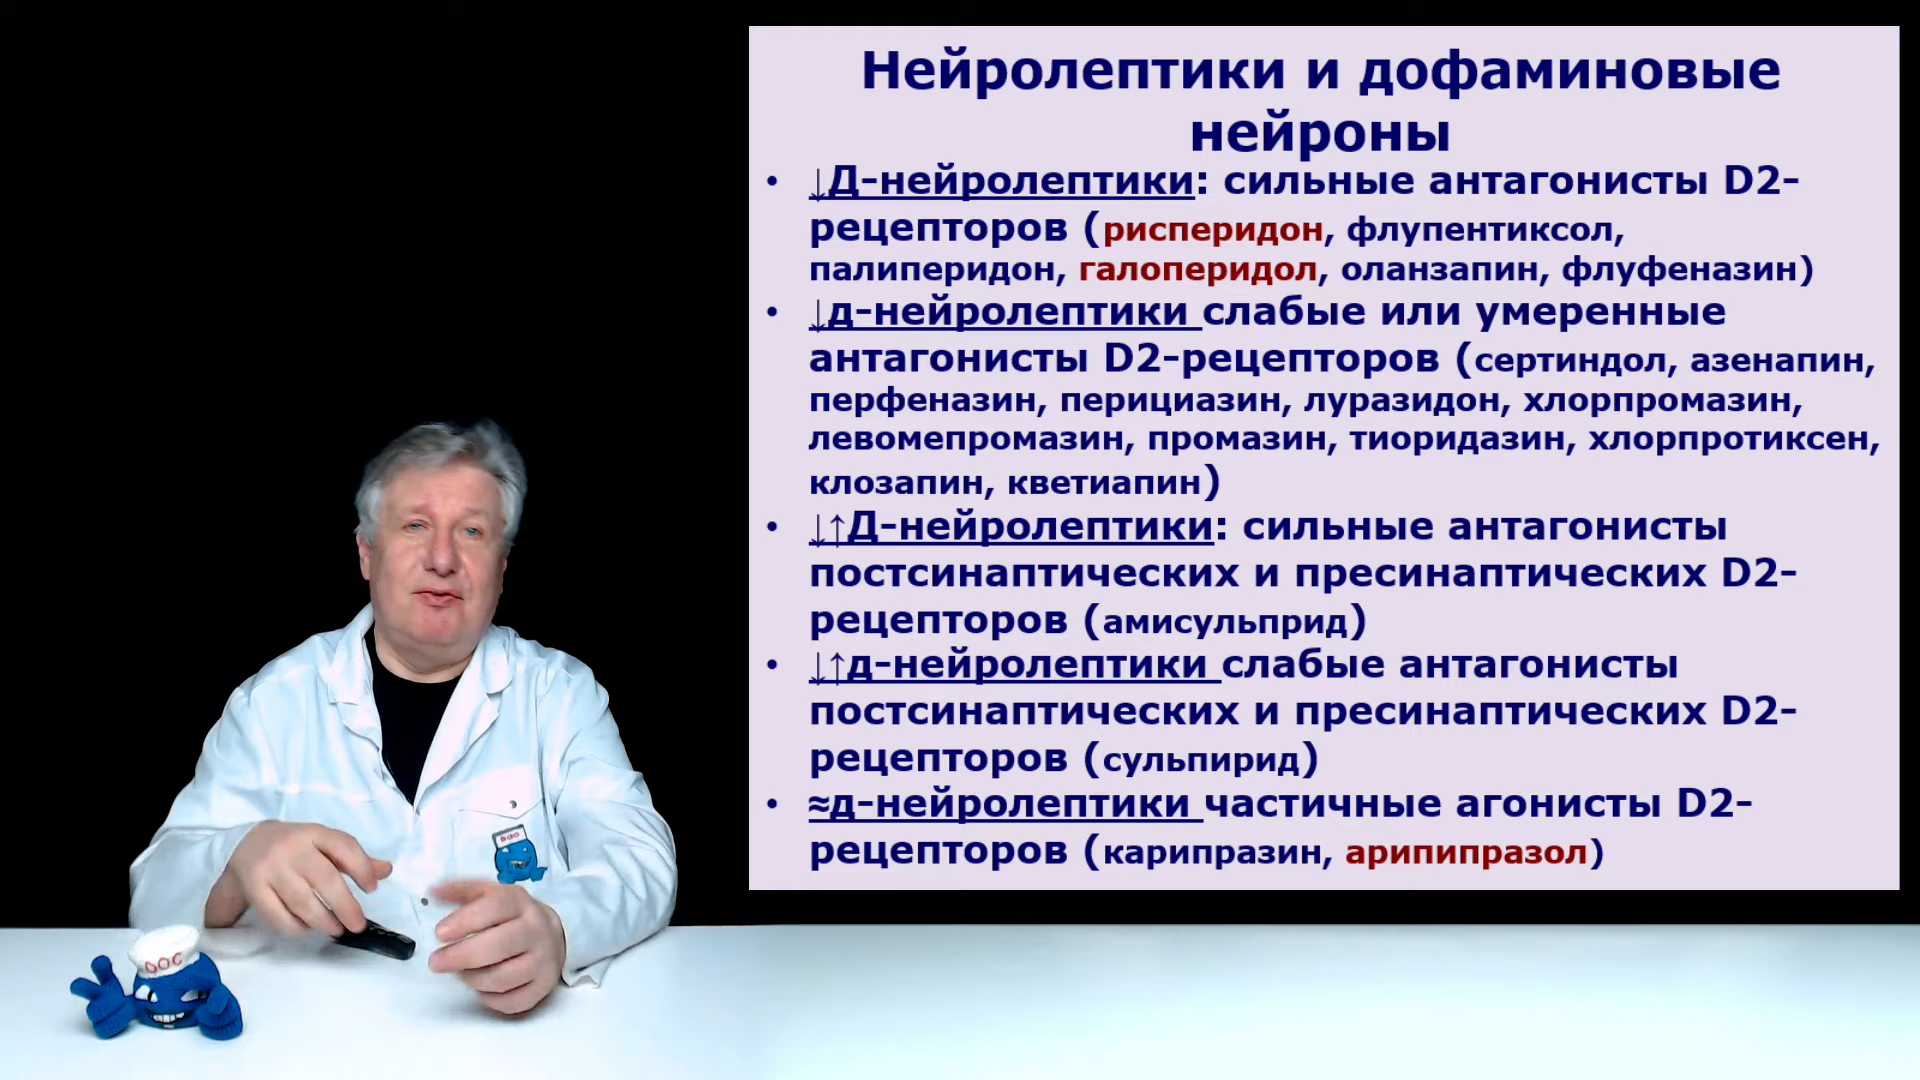 Нейролептики и дофаминовые
нейроны
• ↓Д-нейролептики: сильные антагонисты D2-
рецепторов (рисперидон, флупентиксол,
палиперидон, галоперидол, оланзапин, флуфеназин)
• ↓д-нейролептики слабые или умеренные
антагонисты D2-рецепторов (сертиндол, азенапин,
перфеназин, перициазин, луразидон, хлорпромазин,
левомепромазин, промазин, тиоридазин, хлорпротиксен,
клозапин, кветиапин)
• ↓↑Д-нейролептики: сильные антагонисты
постсинаптических и пресинаптических D2-
рецепторов (амисульприд)
• ↓↑д-нейролептики слабые антагонисты
постсинаптических и пресинаптических D2-
рецепторов (сульпирид)
• ≈д-нейролептики частичные агонисты D2-
рецепторов (карипразин, арипипразол)
DOC
DOC